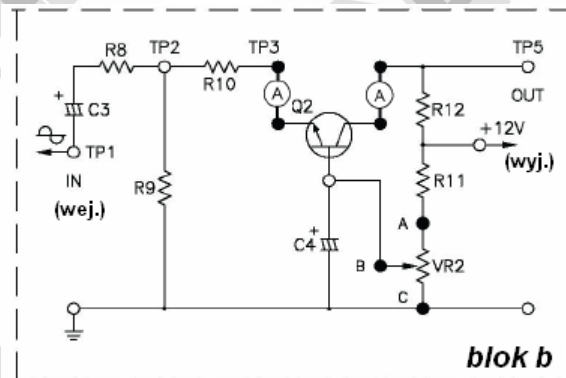 R8
TP2
TP3
TP5
R10
A
A
Q2
R12
OUT
+
C3
+12V
TP1
(wyj.)
IN
R9
R11
(wej.)
A
+
C4
B
VR2
C
blok b